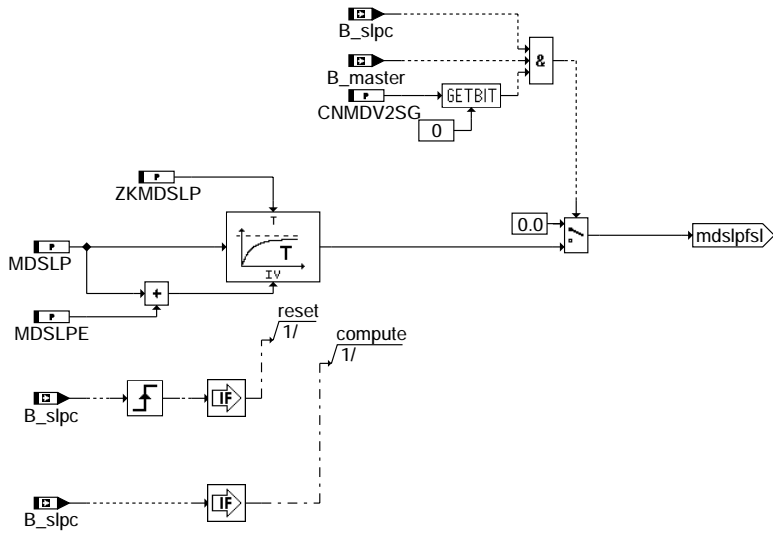 B_slpc
&
B_master
P
CNMDV2SG
GETBIT
0
P
ZKMDSLP
T
0.0
mdslpfsl
P
MDSLP
T
IV
P
MDSLPE
+
reset
1/
compute
1/
B_slpc
IF
B_slpc
IF